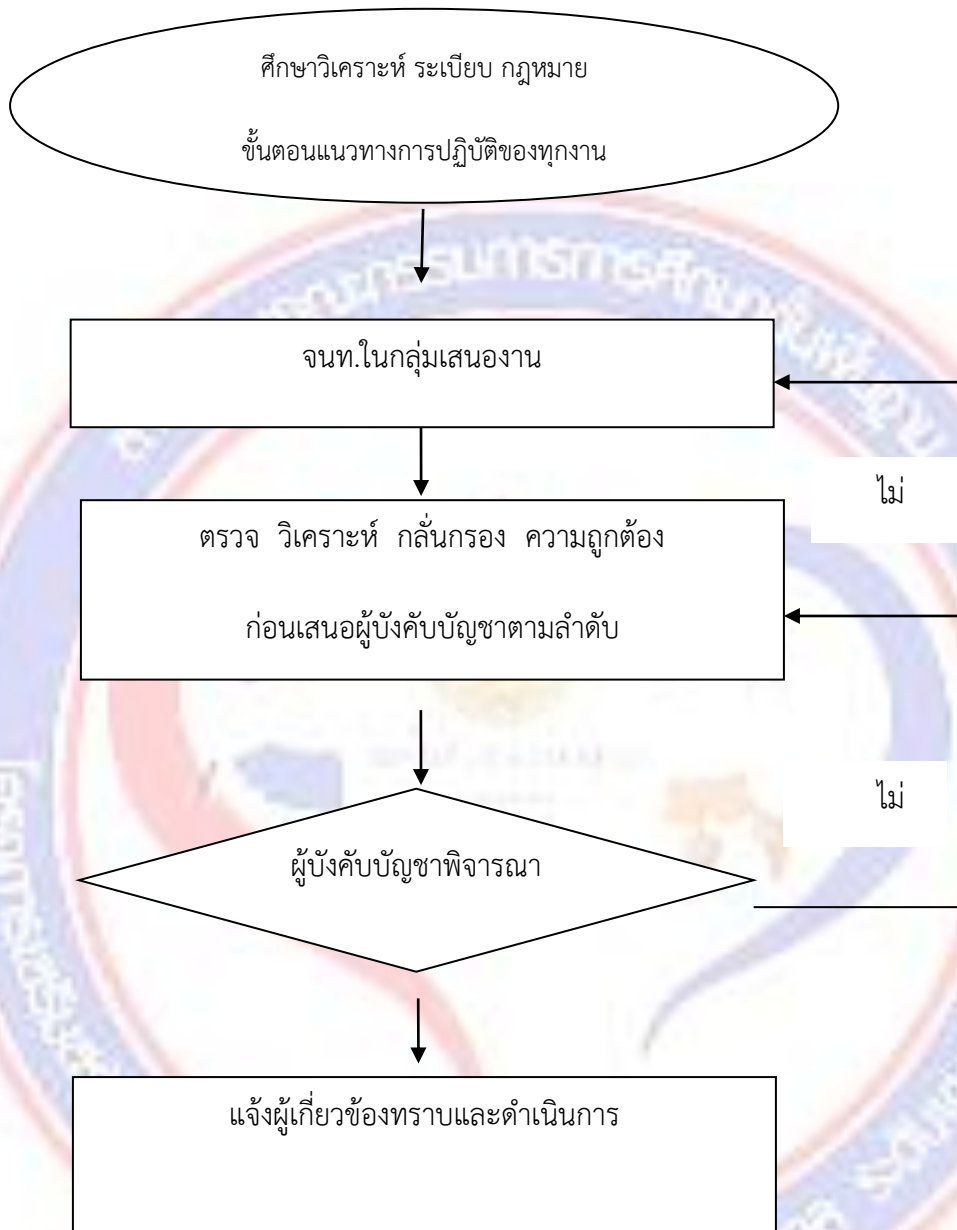 ศึกษาวิเคราะห์ ระเบียบ กฎหมาย
ขั้นตอนแนวทางการปฏิบัติของทุกงาน
จนท.ในกลุ่มเสนองาน
ไม่
ตรวจ วิเคราะห์ กลั่นกรอง ความถูกต้อง
ก่อนเสนอผู้บังคับบัญชาตามลำดับ
ไม่
ผู้บังคับบัญชาพิจารณา
แจ้งผู้เกี่ยวข้องทราบและดำเนินการ